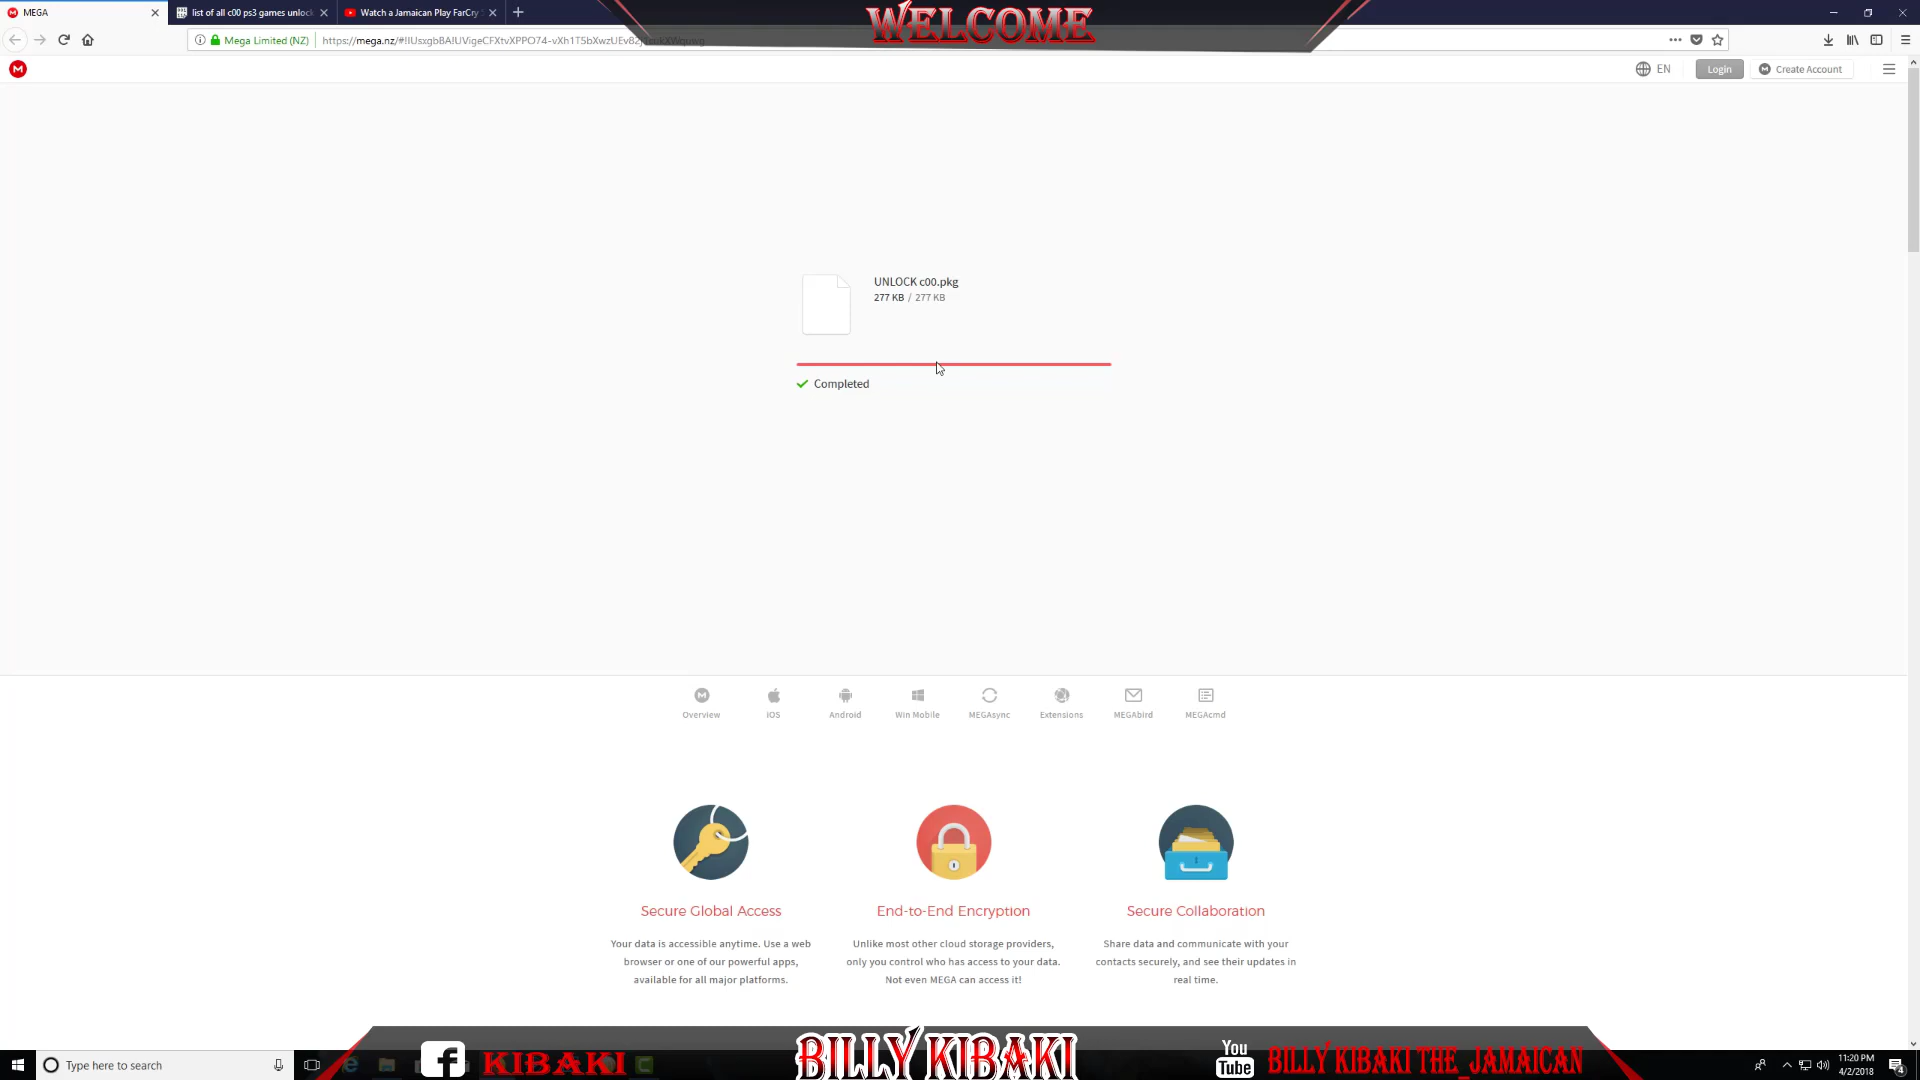 MEGA
list of all c00 ps3 games unlock
Watch a Jamaican Play FarCry
WELCOME
Mega Limited (NZ)
EN
Login
Create Account
UNLOCK c00.pkg
277 KB / 277 KB
Completed
Overview
iOS
Android
Win Mobile
MEGAsync
Extensions
MEGAbird
MEGAcmd
Secure Global Access
End-to-End Encryption
Secure Collaboration
Your data is accessible anytime. Use a web
browser or one of our powerful apps,
available for all major platforms.
Unlike most other cloud storage providers,
only you control who has access to your data.
Not even MEGA can access it!
Share data and communicate with your
contacts securely, and see their updates in
real time.
Type here to search
KIBAKI
BILLY KIBAKI
You
Tube
BILLY KIBAKI THE_JAMAICAN
11:20 PM
4/2/2018
4